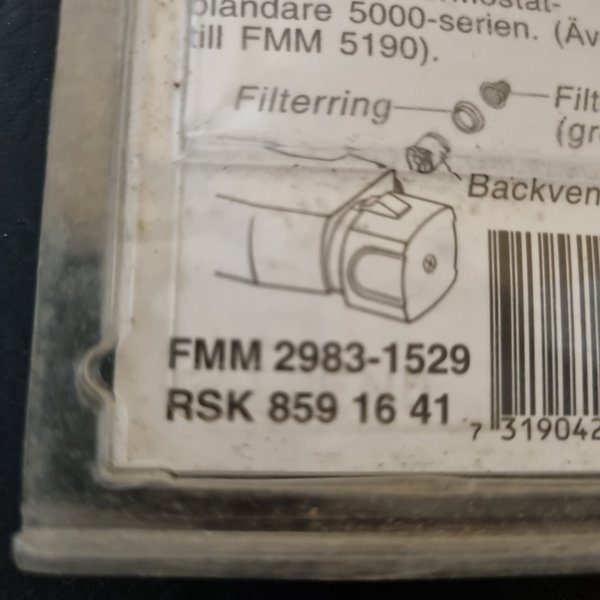 blandare 5000-serien. (Äv
till FMM 5190).
Filterring
Filt
(gr
Backven
FMM 2983-1529
RSK 859 16 41
7 319042